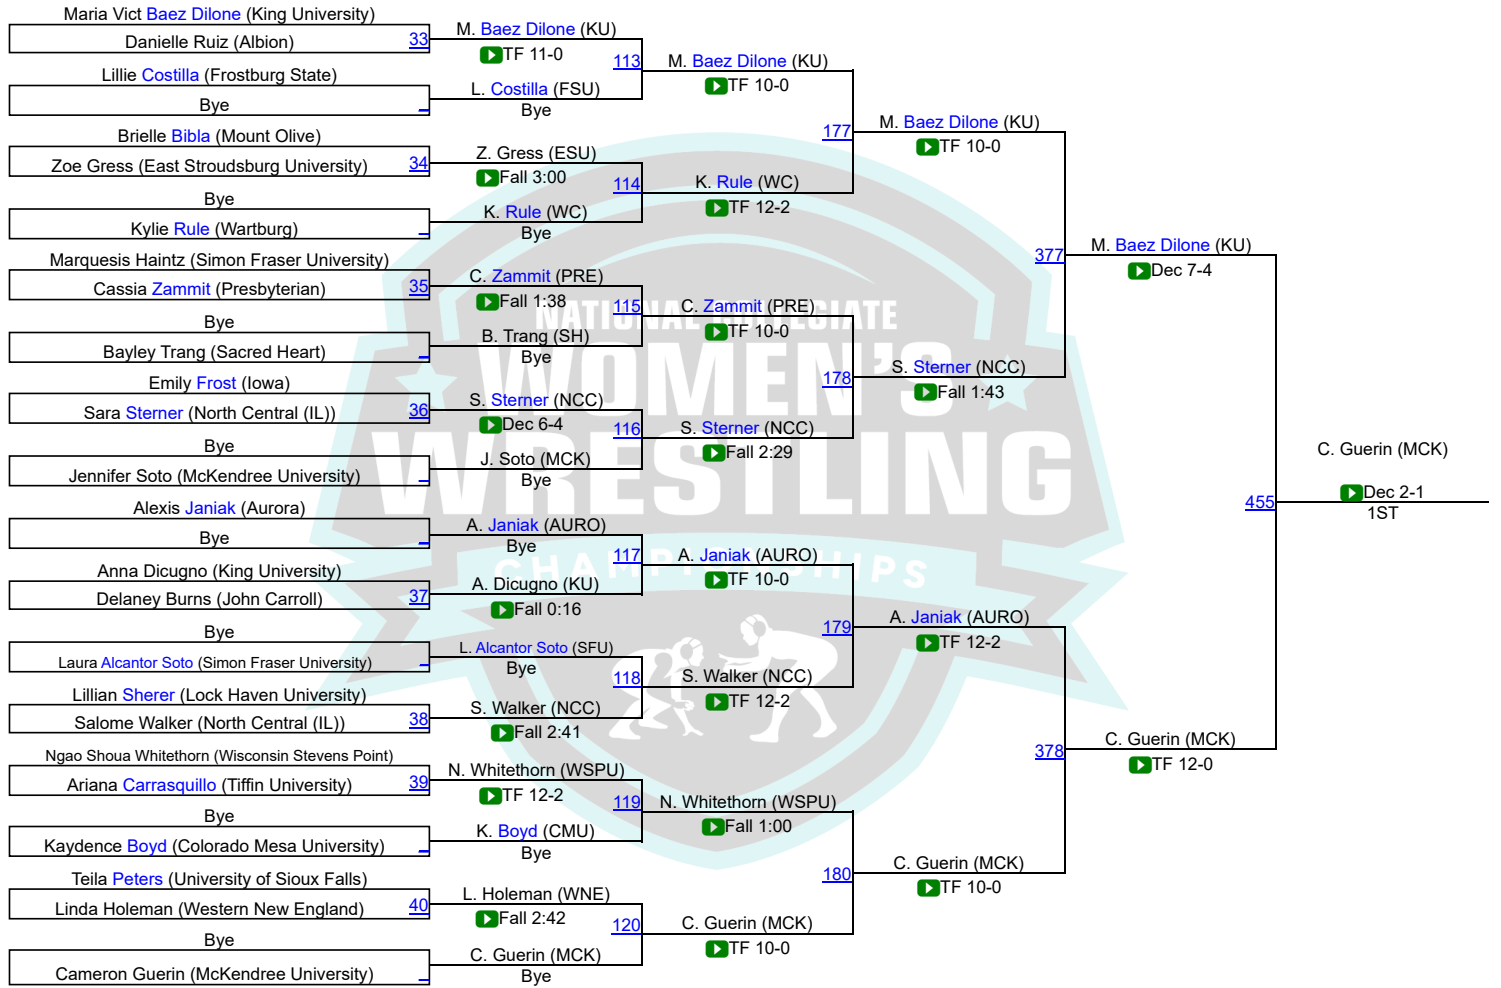 Maria Vict Baez Dilone (King University)
Danielle Ruiz (Albion)
33
Lillie Costilla (Frostburg State)
Bye
Brielle Bibla (Mount Olive)
Zoe Gress (East Stroudsburg University)
34
Bye
Kylie Rule (Wartburg)
Marquesis Haintz (Simon Fraser University)
Cassia Zammit (Presbyterian)
35
Bye
Bayley Trang (Sacred Heart)
Emily Frost (Iowa)
Sara Sterner (North Central (IL))
36
Bye
Jennifer Soto (McKendree University)
Alexis Janiak (Aurora)
Bye
Anna Dicugno (King University)
Delaney Burns (John Carroll)
37
Bye
Laura Alcantor Soto (Simon Fraser University)
Lillian Sherer (Lock Haven University)
Salome Walker (North Central (IL))
38
Ngao Shoua Whitethorn (Wisconsin Stevens Point)
Ariana Carrasquillo (Tiffin University)
39
Bye
Kaydence Boyd (Colorado Mesa University)
Teila Peters (University of Sioux Falls)
Linda Holeman (Western New England)
40
Bye
Cameron Guerin (McKendree University)
M. Baez Dilone (KU)
TF 11-0
113
L. Costilla (FSU)
Bye
Z. Gress (ESU)
Fall 3:00
114
K. Rule (WC)
Bye
C. Zammit (PRE)
Fall 1:38
115
B. Trang (SH)
Bye
S. Sterner (NCC)
Dec 6-4
116
J. Soto (MCK)
Bye
A. Janiak (AURO)
Bye
117
A. Dicugno (KU)
Fall 0:16
L. Alcantor Soto (SFU)
Bye
118
S. Walker (NCC)
Fall 2:41
N. Whitethorn (WSPU)
TF 12-2
119
K. Boyd (CMU)
Bye
L. Holeman (WNE)
Fall 2:42
120
C. Guerin (MCK)
Bye
M. Baez Dilone (KU)
TF 10-0
177
K. Rule (WC)
TF 12-2
C. Zammit (PRE)
TF 10-0
178
S. Sterner (NCC)
Fall 2:29
A. Janiak (AURO)
TF 10-0
179
S. Walker (NCC)
TF 12-2
N. Whitethorn (WSPU)
Fall 1:00
180
C. Guerin (MCK)
TF 10-0
M. Baez Dilone (KU)
TF 10-0
377
S. Sterner (NCC)
Fall 1:43
A. Janiak (AURO)
TF 12-2
378
C. Guerin (MCK)
TF 10-0
M. Baez Dilone (KU)
Dec 7-4
455
C. Guerin (MCK)
TF 12-0
C. Guerin (MCK)
Dec 2-1
1ST
NATIONAL COLLEGIATE
WOMEN'S
WRESTLING
CHAMPIONSHIPS